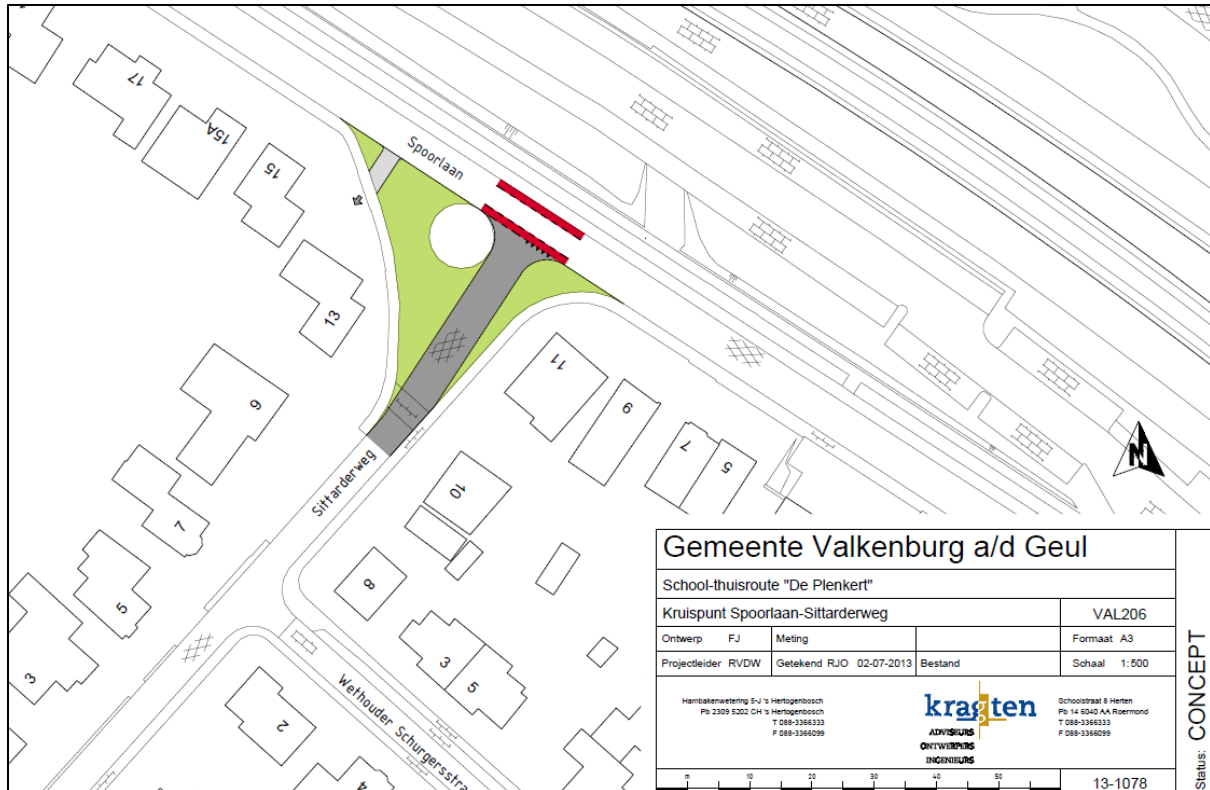 17
15A
15
13
Spoorlaan
9
7
5
3
Sittarderweg
11
9
7
5
10
8
3
5
2
4
Wethouder Schurgersstra
N
Gemeente Valkenburg a/d Geul
School-thuisroute "De Plenkert"
Kruispunt Spoorlaan-Sittarderweg VAL206
Ontwerp FJ Meting Formaat A3
Projectleider RVDW Getekend RJO 02-07-2013 Bestand Schaal 1:500
Hambakenwetering 5-J 's Hertogenbosch
Pb 2309 5202 CH 's Hertogenbosch
T 088-3366333
F 088-3366099
kragten
ADVISEURS
ONTWERPERS
INGENIEURS
Schoolstraat 8 Herten
Pb 14 6040 AA Roermond
T 088-3366333
F 088-3366099
m 10 20 30 40 50
13-1078
Status: CONCEPT